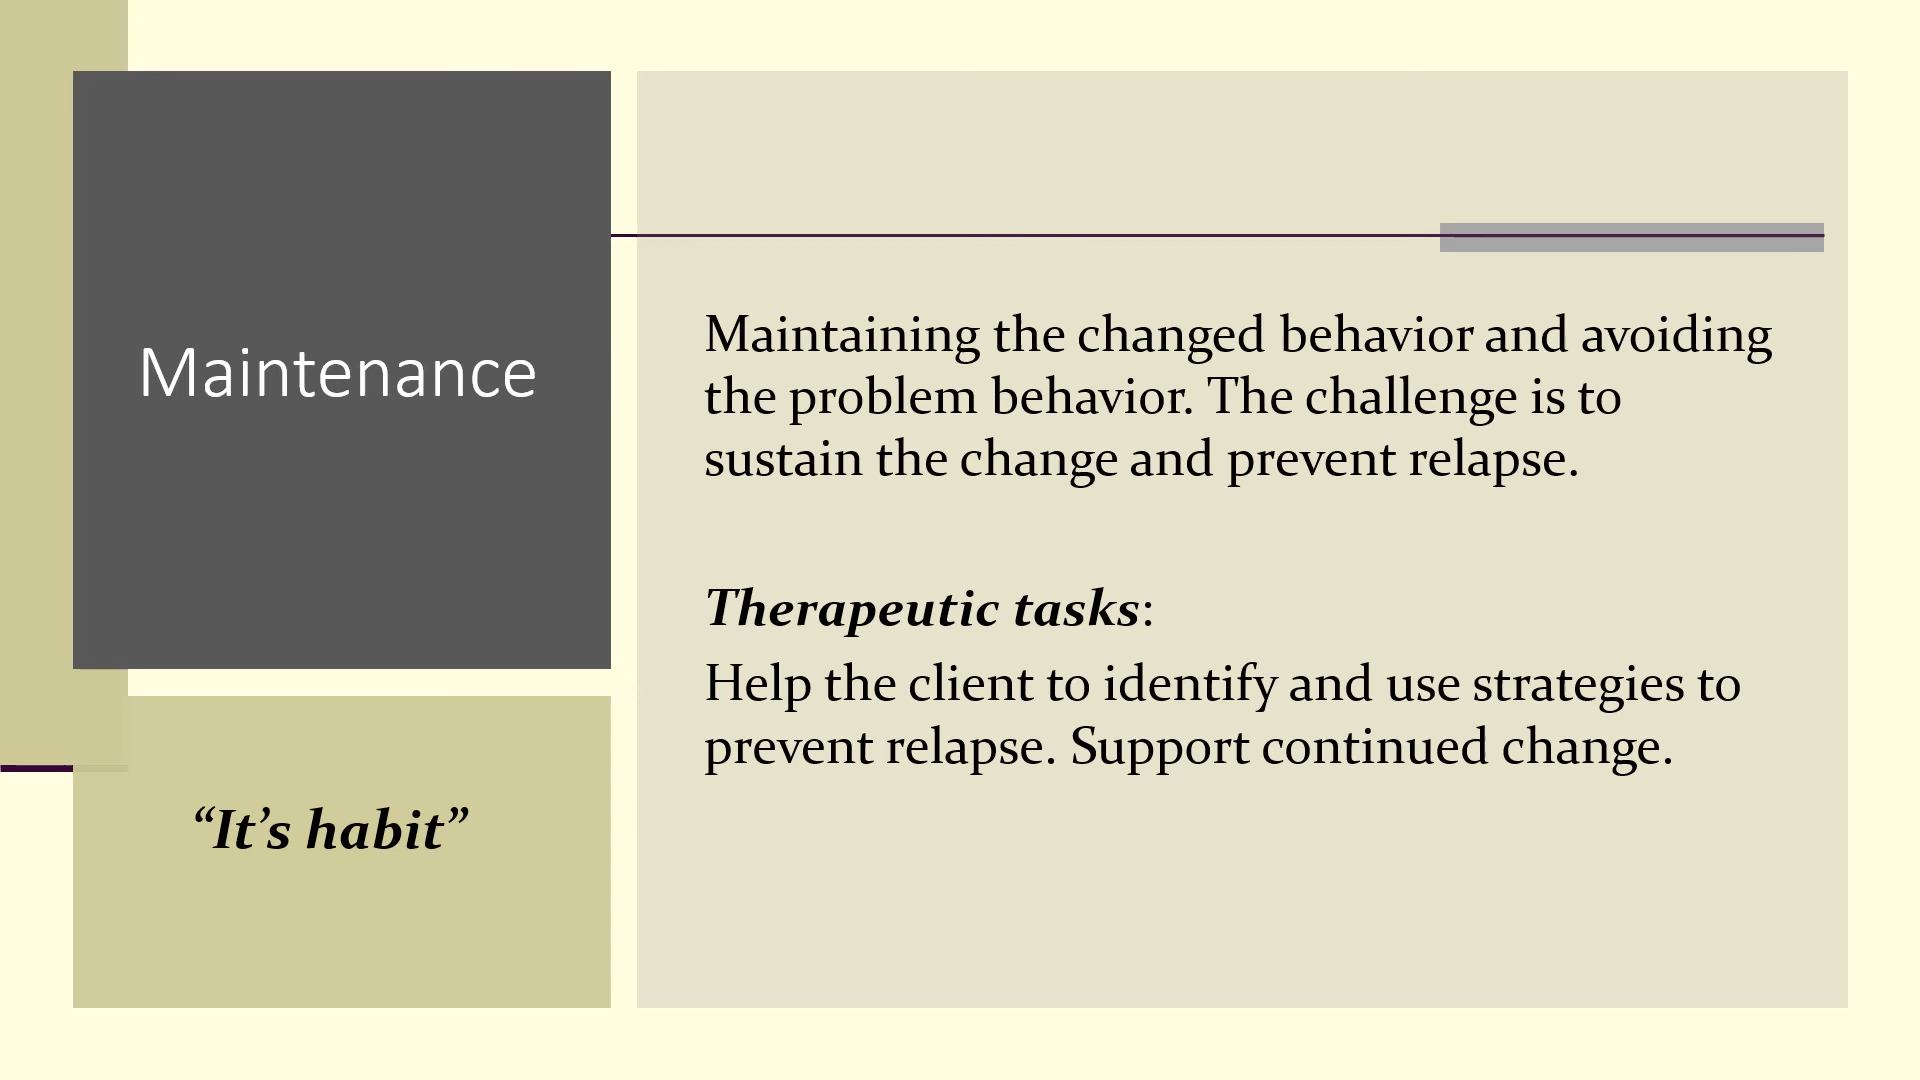 Maintenance
“It’s habit”
Maintaining the changed behavior and avoiding
the problem behavior. The challenge is to
sustain the change and prevent relapse.
Therapeutic tasks:
Help the client to identify and use strategies to
prevent relapse. Support continued change.